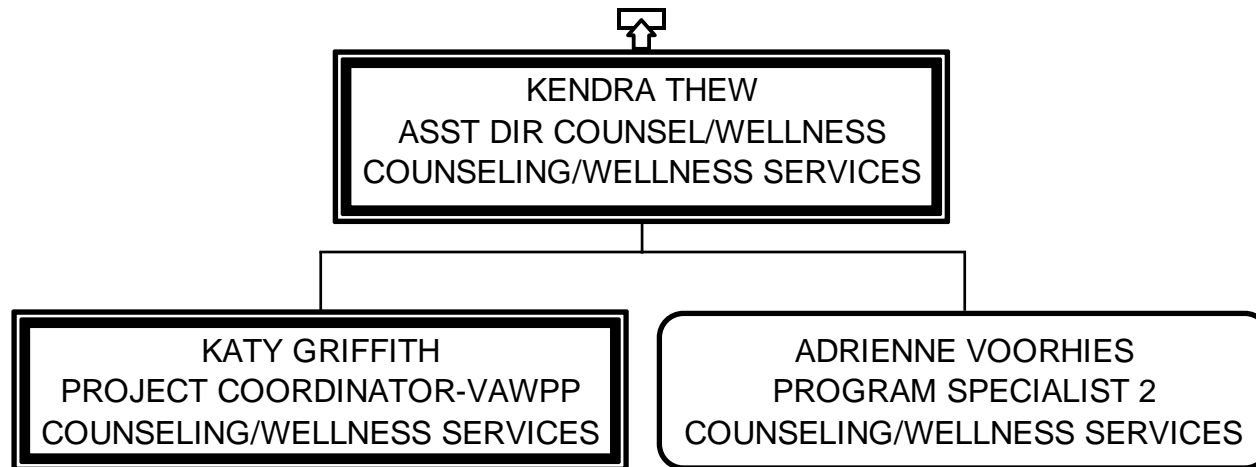 KENDRA THEW
ASST DIR COUNSEL/WELLNESS
COUNSELING/WELLNESS SERVICES
KATY GRIFFITH
PROJECT COORDINATOR-VAWPP
COUNSELING/WELLNESS SERVICES
ADRIENNE VOORHIES
PROGRAM SPECIALIST 2
COUNSELING/WELLNESS SERVICES